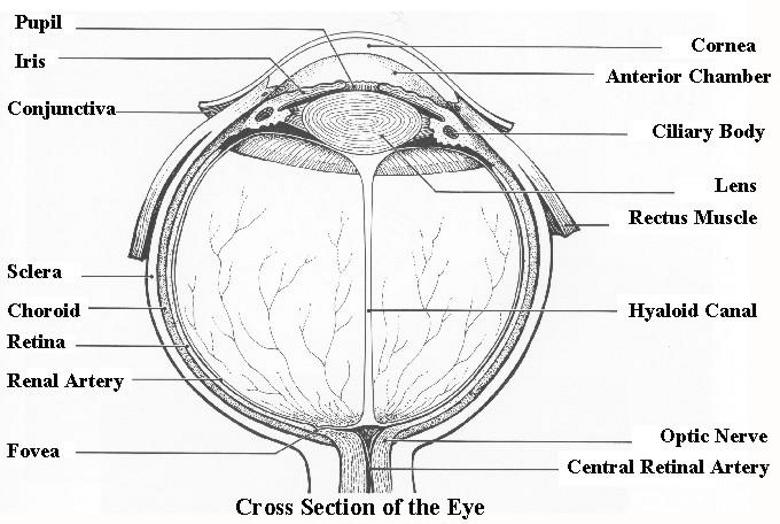 Pupil
Iris
Conjunctiva
Sclera
Choroid
Retina
Renal Artery
Fovea
Cornea
Anterior Chamber
Ciliary Body
Lens
Rectus Muscle
Hyaloid Canal
Optic Nerve
Central Retinal Artery
Cross Section of the Eye